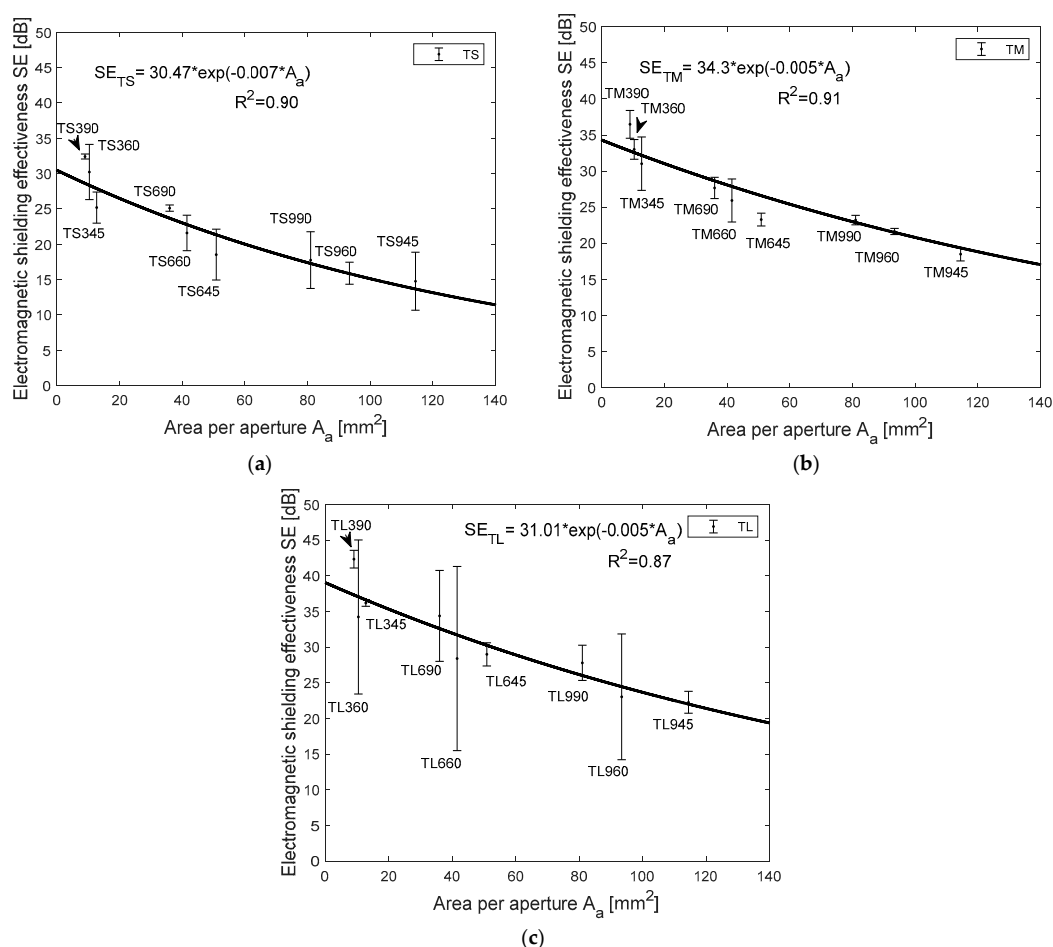 Electromagnetic shielding effectiveness SE [dB]
50
45
40
35
30
25
20
15
10
5
0
TS
SE_TS = 30.47*exp(-0.007*A_a)
R^2=0.90
TS390
TS360
TS345
TS690
TS660
TS645
TS990
TS960
TS945
0 20 40 60 80 100 120 140
Area per aperture A_a [mm^2]
(a)
Electromagnetic shielding effectiveness SE [dB]
50
45
40
35
30
25
20
15
10
5
0
TM
SE_TM = 34.3*exp(-0.005*A_a)
R^2=0.91
TM390
TM360
TM345
TM690
TM660
TM645
TM990
TM960
TM945
0 20 40 60 80 100 120 140
Area per aperture A_a [mm^2]
(b)
Electromagnetic shielding effectiveness SE [dB]
50
45
40
35
30
25
20
15
10
5
0
TL
SE_TL = 31.01*exp(-0.005*A_a)
R^2=0.87
TL390
TL345
TL360
TL690
TL660
TL645
TL990
TL960
TL945
0 20 40 60 80 100 120 140
Area per aperture A_a [mm^2]
(c)